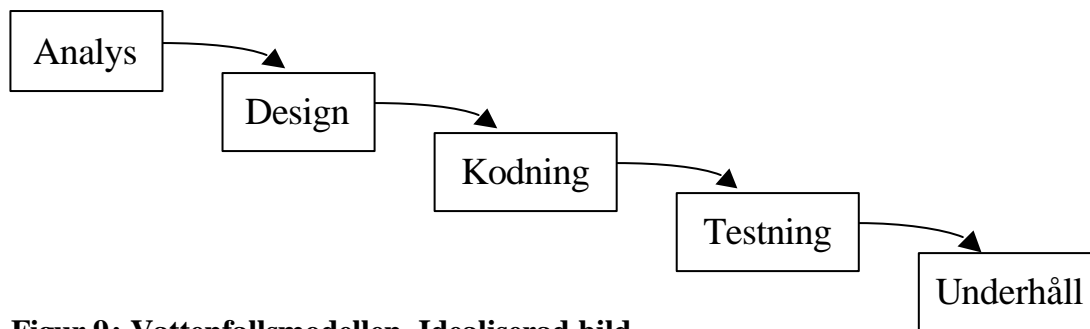 Analys
Design
Kodning
Testning
Underhåll
Figur 9: Vattenfallsmodellen. Idealiserad bild